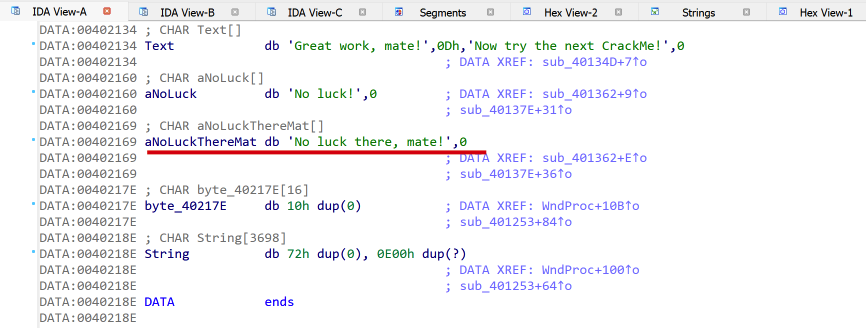 IDA View-A IDA View-B IDA View-C Segments Hex View-2 Strings Hex View-1
DATA:00402134 ; CHAR Text[]
DATA:00402134 Text db 'Great work, mate!',0Dh,'Now try the next CrackMe!',0
DATA:00402134 ; DATA XREF: sub_40134D+7↑o
DATA:00402160 ; CHAR aNoLuck[]
DATA:00402160 aNoLuck db 'No luck!',0 ; DATA XREF: sub_401362+9↑o
DATA:00402160 ; sub_40137E+31↑o
DATA:00402169 ; CHAR aNoLuckThereMat[]
DATA:00402169 aNoLuckThereMat db 'No luck there, mate!',0
DATA:00402169 ; DATA XREF: sub_401362+E↑o
DATA:00402169 ; sub_40137E+36↑o
DATA:0040217E ; CHAR byte_40217E[16]
DATA:0040217E byte_40217E db 10h dup(0) ; DATA XREF: WndProc+10B↑o
DATA:0040217E ; sub_401253+84↑o
DATA:0040218E ; CHAR String[3698]
DATA:0040218E String db 72h dup(0), 0E00h dup(?)
DATA:0040218E ; DATA XREF: WndProc+100↑o
DATA:0040218E ; sub_401253+64↑o
DATA:0040218E DATA ends
DATA:0040218E